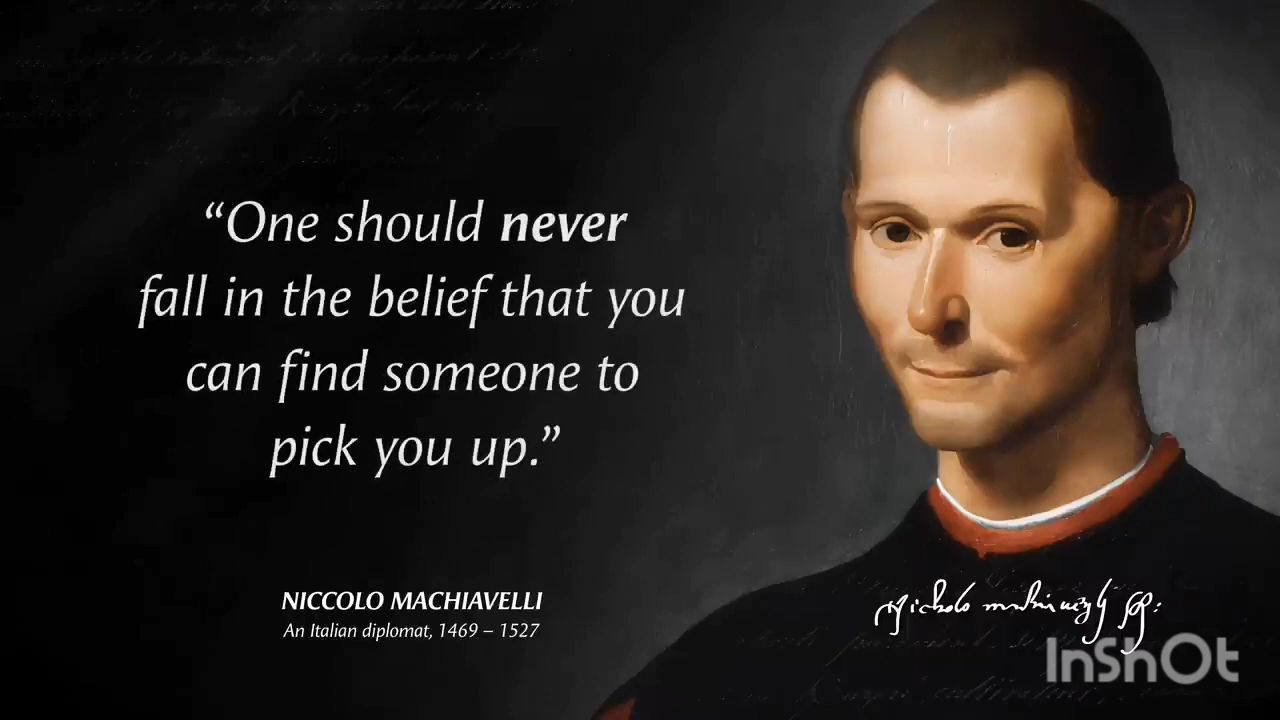 “One should never
fall in the belief that you
can find someone to
pick you up.”
NICCOLO MACHIAVELLI
An Italian diplomat, 1469 – 1527
InShOt